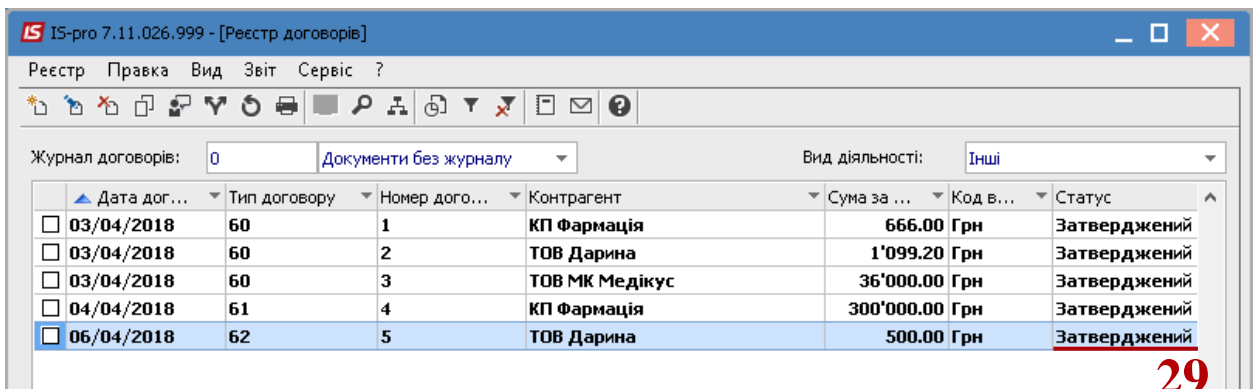 IS IS-pro 7.11.026.999 - [Реєстр договорів]
Реєстр Правка Вид Звіт Сервіс ?
Журнал договорів: 0 Документи без журналу Вид діяльності: Інші
Дата дог... Тип договору Номер дого... Контрагент Сума за ... Код в... Статус
03/04/2018 60 1 КП Фармація 666.00 Грн Затверджений
03/04/2018 60 2 ТОВ Дарина 1'099.20 Грн Затверджений
03/04/2018 60 3 ТОВ МК Медікус 36'000.00 Грн Затверджений
04/04/2018 61 4 КП Фармація 300'000.00 Грн Затверджений
06/04/2018 62 5 ТОВ Дарина 500.00 Грн Затверджений
29